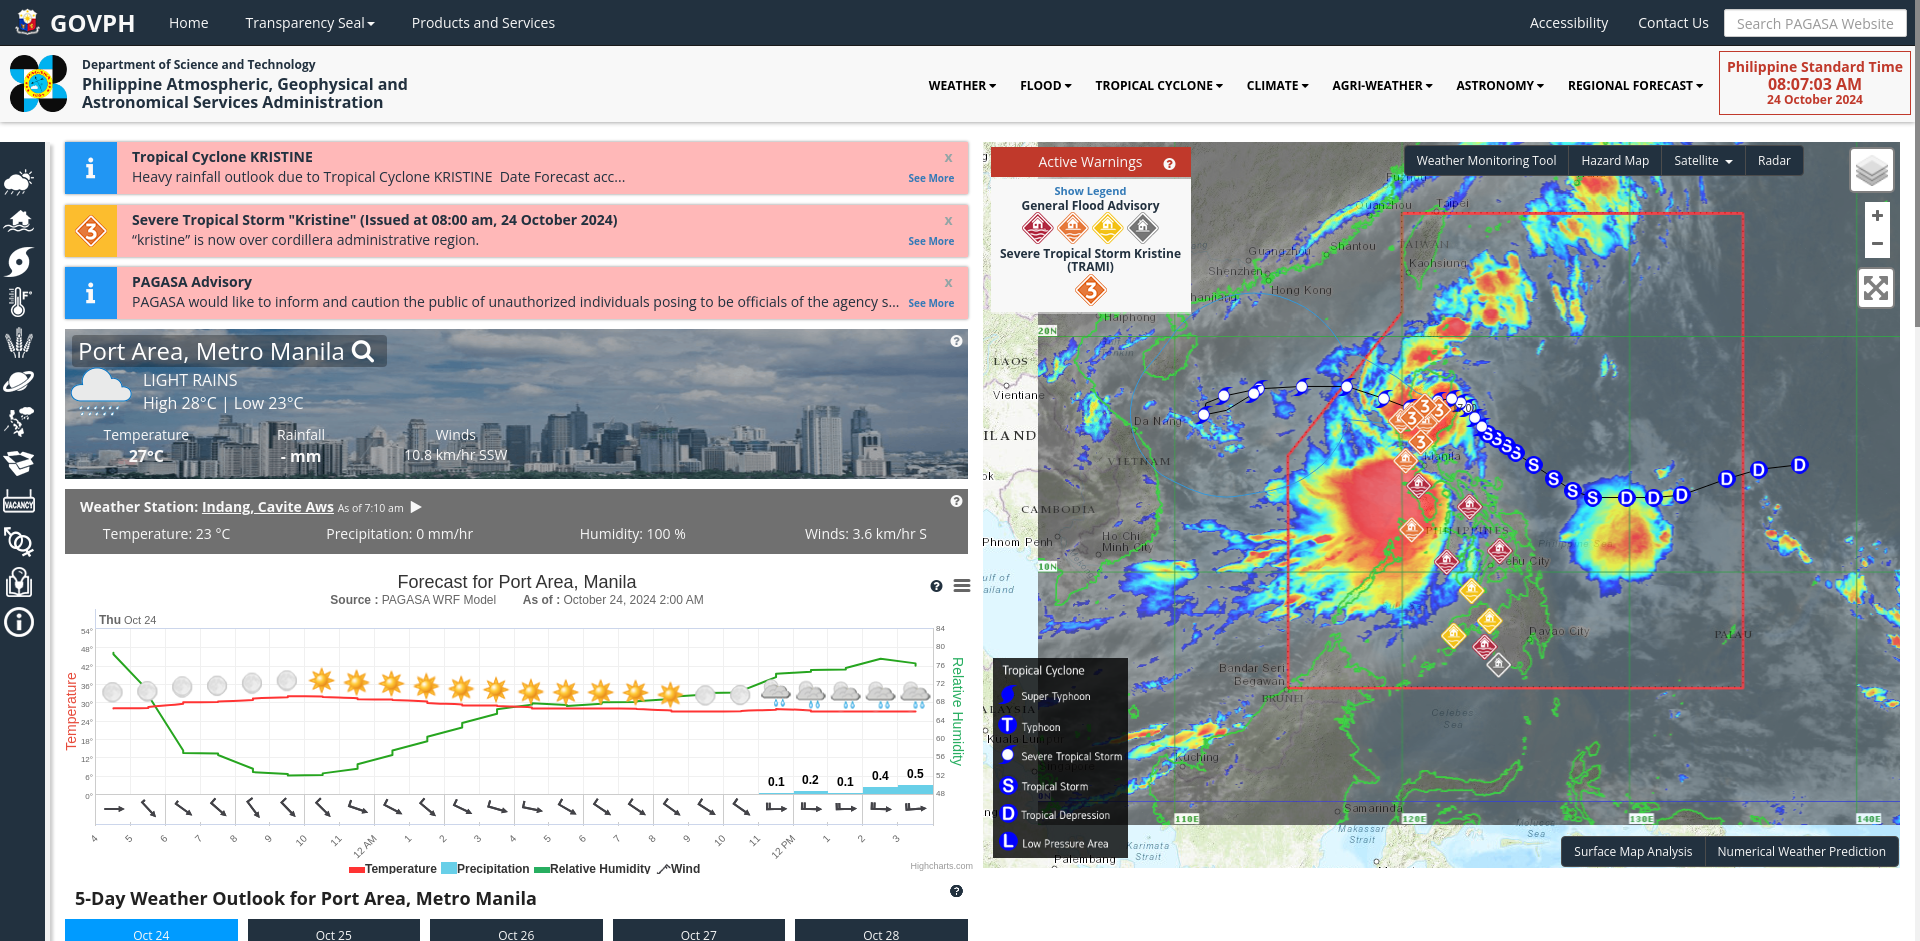 GOVPH
Home
Transparency Seal
Products and Services
Accessibility
Contact Us
Search PAGASA Website
Department of Science and Technology
Philippine Atmospheric, Geophysical and
Astronomical Services Administration
WEATHER
FLOOD
TROPICAL CYCLONE
CLIMATE
AGRI-WEATHER
ASTRONOMY
REGIONAL FORECAST
Philippine Standard Time
08:07:03 AM
24 October 2024
Tropical Cyclone KRISTINE
x
Heavy rainfall outlook due to Tropical Cyclone KRISTINE Date Forecast acc...
See More
3
Severe Tropical Storm "Kristine" (Issued at 08:00 am, 24 October 2024)
x
“kristine” is now over cordillera administrative region.
See More
PAGASA Advisory
x
PAGASA would like to inform and caution the public of unauthorized individuals posing to be officials of the agency s...
See More
Port Area, Metro Manila
LIGHT RAINS
High 28°C | Low 23°C
Temperature
27°C
Rainfall
- mm
Winds
10.8 km/hr SSW
Weather Station: Indang, Cavite Aws As of 7:10 am
Temperature: 23 °C
Precipitation: 0 mm/hr
Humidity: 100 %
Winds: 3.6 km/hr S
VACANCY
Forecast for Port Area, Manila
Source : PAGASA WRF Model As of : October 24, 2024 2:00 AM
Thu Oct 24
Temperature
54°
48°
42°
36°
30°
24°
18°
12°
6°
0°
84
80
76
72
68
64
60
56
52
48
Relative Humidity
0.1
0.2
0.1
0.4
0.5
4 5 6 7 8 9 10 11 12 AM 1 2 3 4 5 6 7 8 9 10 11 12 PM 1 2 3
Temperature Precipitation Relative Humidity Wind
Highcharts.com
5-Day Weather Outlook for Port Area, Metro Manila
Oct 24
Oct 25
Oct 26
Oct 27
Oct 28
Active Warnings
Show Legend
General Flood Advisory
Severe Tropical Storm Kristine
(TRAMI)
3
Weather Monitoring Tool
Hazard Map
Satellite
Radar
+
−
Taipei
TAIWAN
Kaohsiung
Quanzhou
Guangzhou
Shantou
Shenzhen
Hong Kong
Haiphong
20N
LAOS
Vientiane
Da Nang
VIETNAM
CAMBODIA
Phnom Penh
Ho Chi
Minh City
10N
Manila
PHILIPPINES
Cebu City
Davao City
PALAU
Bandar Seri
Begawan
BRUNEI
Celebes
Sea
Kuching
Samarinda
110E
120E
130E
140E
Makassar
Strait
Karimata
Strait
Palembang
Tropical Cyclone
Super Typhoon
T Typhoon
Severe Tropical Storm
S Tropical Storm
D Tropical Depression
L Low Pressure Area
Surface Map Analysis
Numerical Weather Prediction